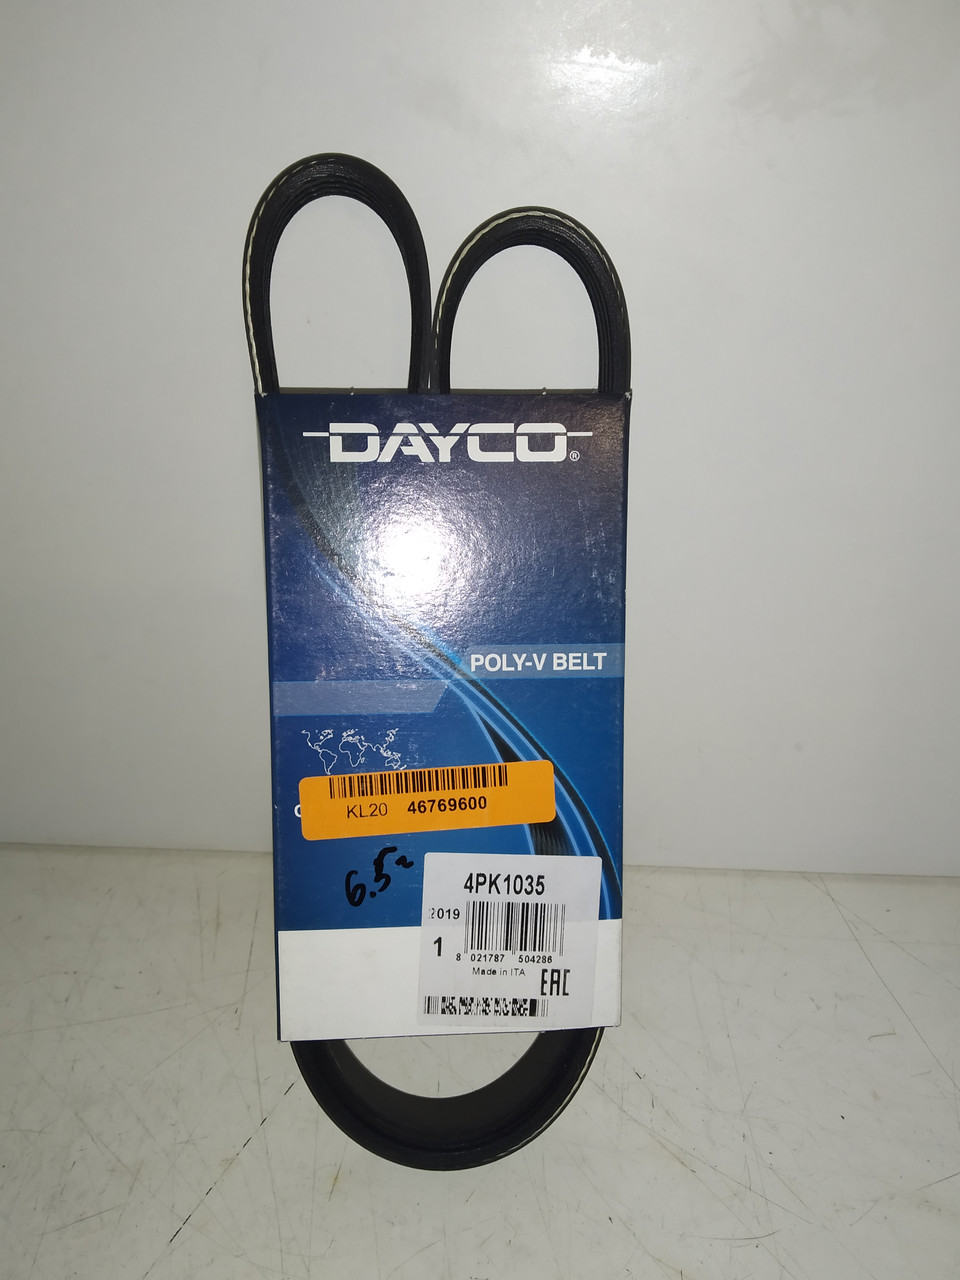 DAYCO®
POLY-V BELT
KL20 46769600
6.5~
4PK1035
2019
1
8 021787 504286
Made in ITA
EAC